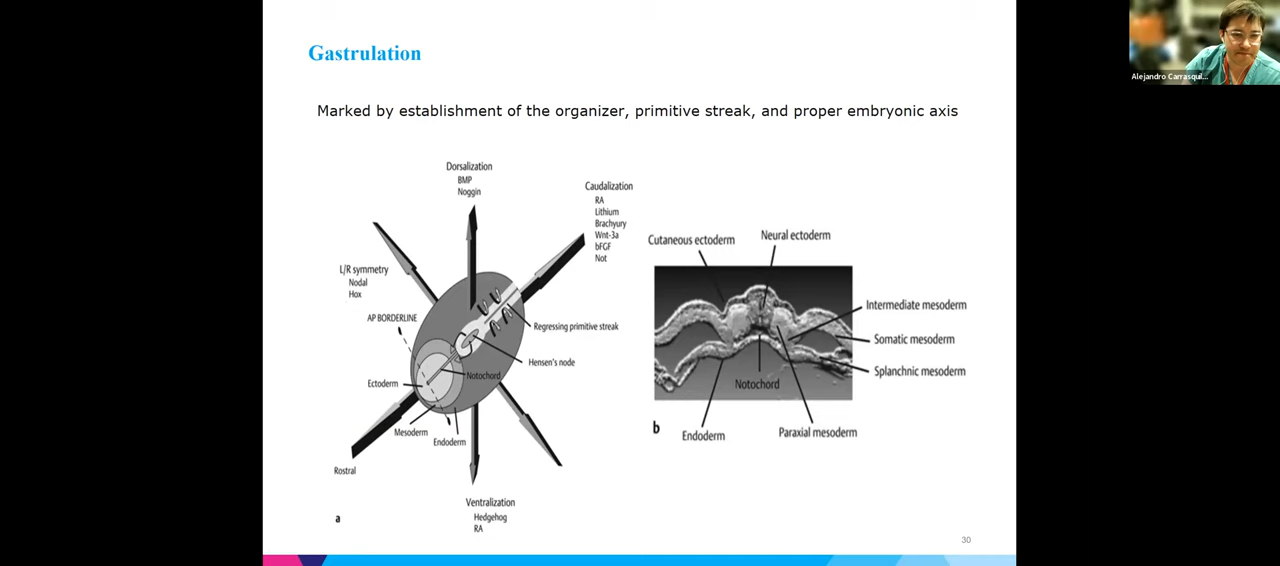 Gastrulation
Marked by establishment of the organizer, primitive streak, and proper embryonic axis
Dorsalization
BMP
Noggin
Caudalization
RA
Lithium
Brachyury
Wnt-3a
bFGF
Not
L/R symmetry
Nodal
Hox
AP BORDERLINE
Regressing primitive streak
Hensen's node
Notochord
Ectoderm
Mesoderm
Endoderm
Rostral
Ventralization
Hedgehog
RA
a
Cutaneous ectoderm
Neural ectoderm
Intermediate mesoderm
Somatic mesoderm
Splanchnic mesoderm
Notochord
Endoderm
Paraxial mesoderm
b
30
Alejandro Carrasqui...